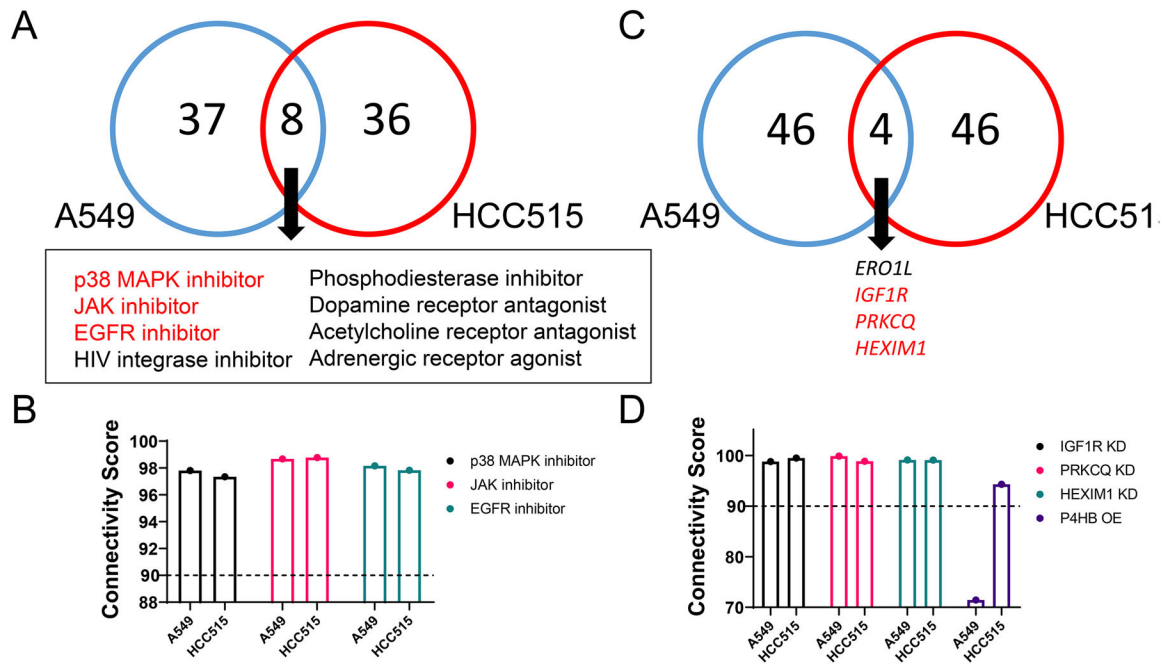 A
37
8
36
A549
HCC515
p38 MAPK inhibitor
JAK inhibitor
EGFR inhibitor
HIV integrase inhibitor
Phosphodiesterase inhibitor
Dopamine receptor antagonist
Acetylcholine receptor antagonist
Adrenergic receptor agonist
B
Connectivity Score
100
98
96
94
92
90
88
A549
HCC515
A549
HCC515
A549
HCC515
p38 MAPK inhibitor
JAK inhibitor
EGFR inhibitor
C
46
4
46
A549
HCC51
ERO1L
IGF1R
PRKCQ
HEXIM1
D
Connectivity Score
100
90
80
70
A549
HCC515
A549
HCC515
A549
HCC515
A549
HCC515
IGF1R KD
PRKCQ KD
HEXIM1 KD
P4HB OE